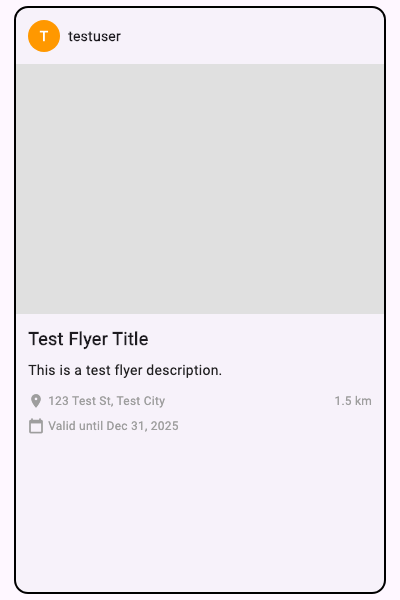 T
testuser
Test Flyer Title
This is a test flyer description.
123 Test St, Test City
1.5 km
Valid until Dec 31, 2025